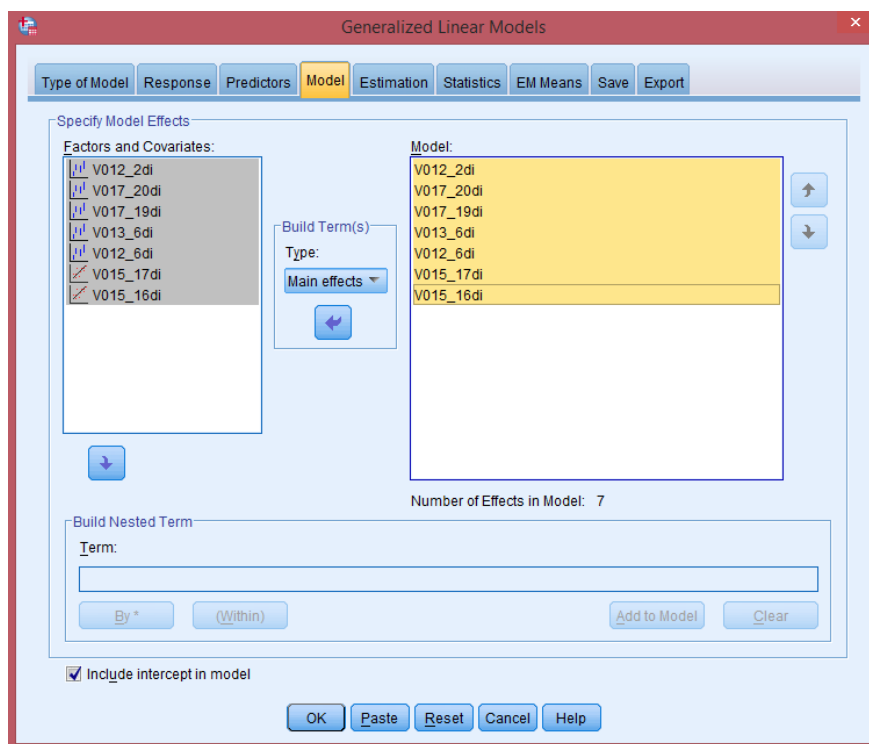 Generalized Linear Models
Type of Model Response Predictors Model Estimation Statistics EM Means Save Export
Specify Model Effects
Factors and Covariates:
V012_2di
V017_20di
V017_19di
V013_6di
V012_6di
V015_17di
V015_16di
Build Term(s)
Type:
Main effects
Model:
V012_2di
V017_20di
V017_19di
V013_6di
V012_6di
V015_17di
V015_16di
Number of Effects in Model: 7
Build Nested Term
Term:
By * (Within) Add to Model Clear
Include intercept in model
OK Paste Reset Cancel Help